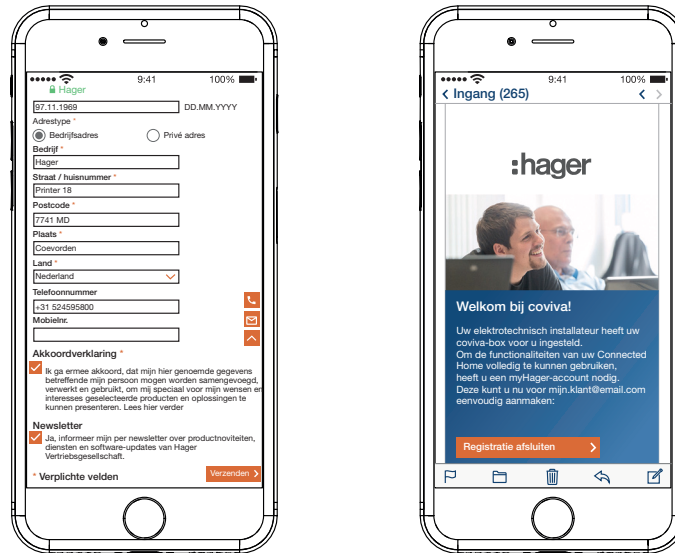 9:41
100%
Hager
97.11.1969
DD.MM.YYYY
Adrestype *
Bedrijfsadres
Privé adres
Bedrijf *
Hager
Straat / huisnummer *
Printer 18
Postcode *
7741 MD
Plaats *
Coevorden
Land *
Nederland
Telefoonnummer
+31 524595800
Mobielnr.
Akkoordverklaring *
Ik ga ermee akkoord, dat mijn hier genoemde gegevens
betreffende mijn persoon mogen worden samengevoegd,
verwerkt en gebruikt, om mij speciaal voor mijn wensen en
interesses geselecteerde producten en oplossingen te
kunnen presenteren. Lees hier verder
Newsletter
Ja, informeer mijn per newsletter over productnoviteiten,
diensten en software-updates van Hager
Vertriebsgesellschaft.
* Verplichte velden
Verzenden
9:41
100%
Ingang (265)
:hager
Welkom bij coviva!
Uw elektrotechnisch installateur heeft uw
coviva-box voor u ingesteld.
Om de functionaliteiten van uw Connected
Home volledig te kunnen gebruiken,
heeft u een myHager-account nodig.
Deze kunt u nu voor mijn.klant@email.com
eenvoudig aanmaken:
Registratie afsluiten